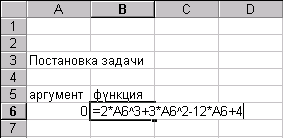 A B C D
1
2
3 Постановка задачи
4
5 аргумент функция
6 0 =2*A6^3+3*A6^2-12*A6+4
7